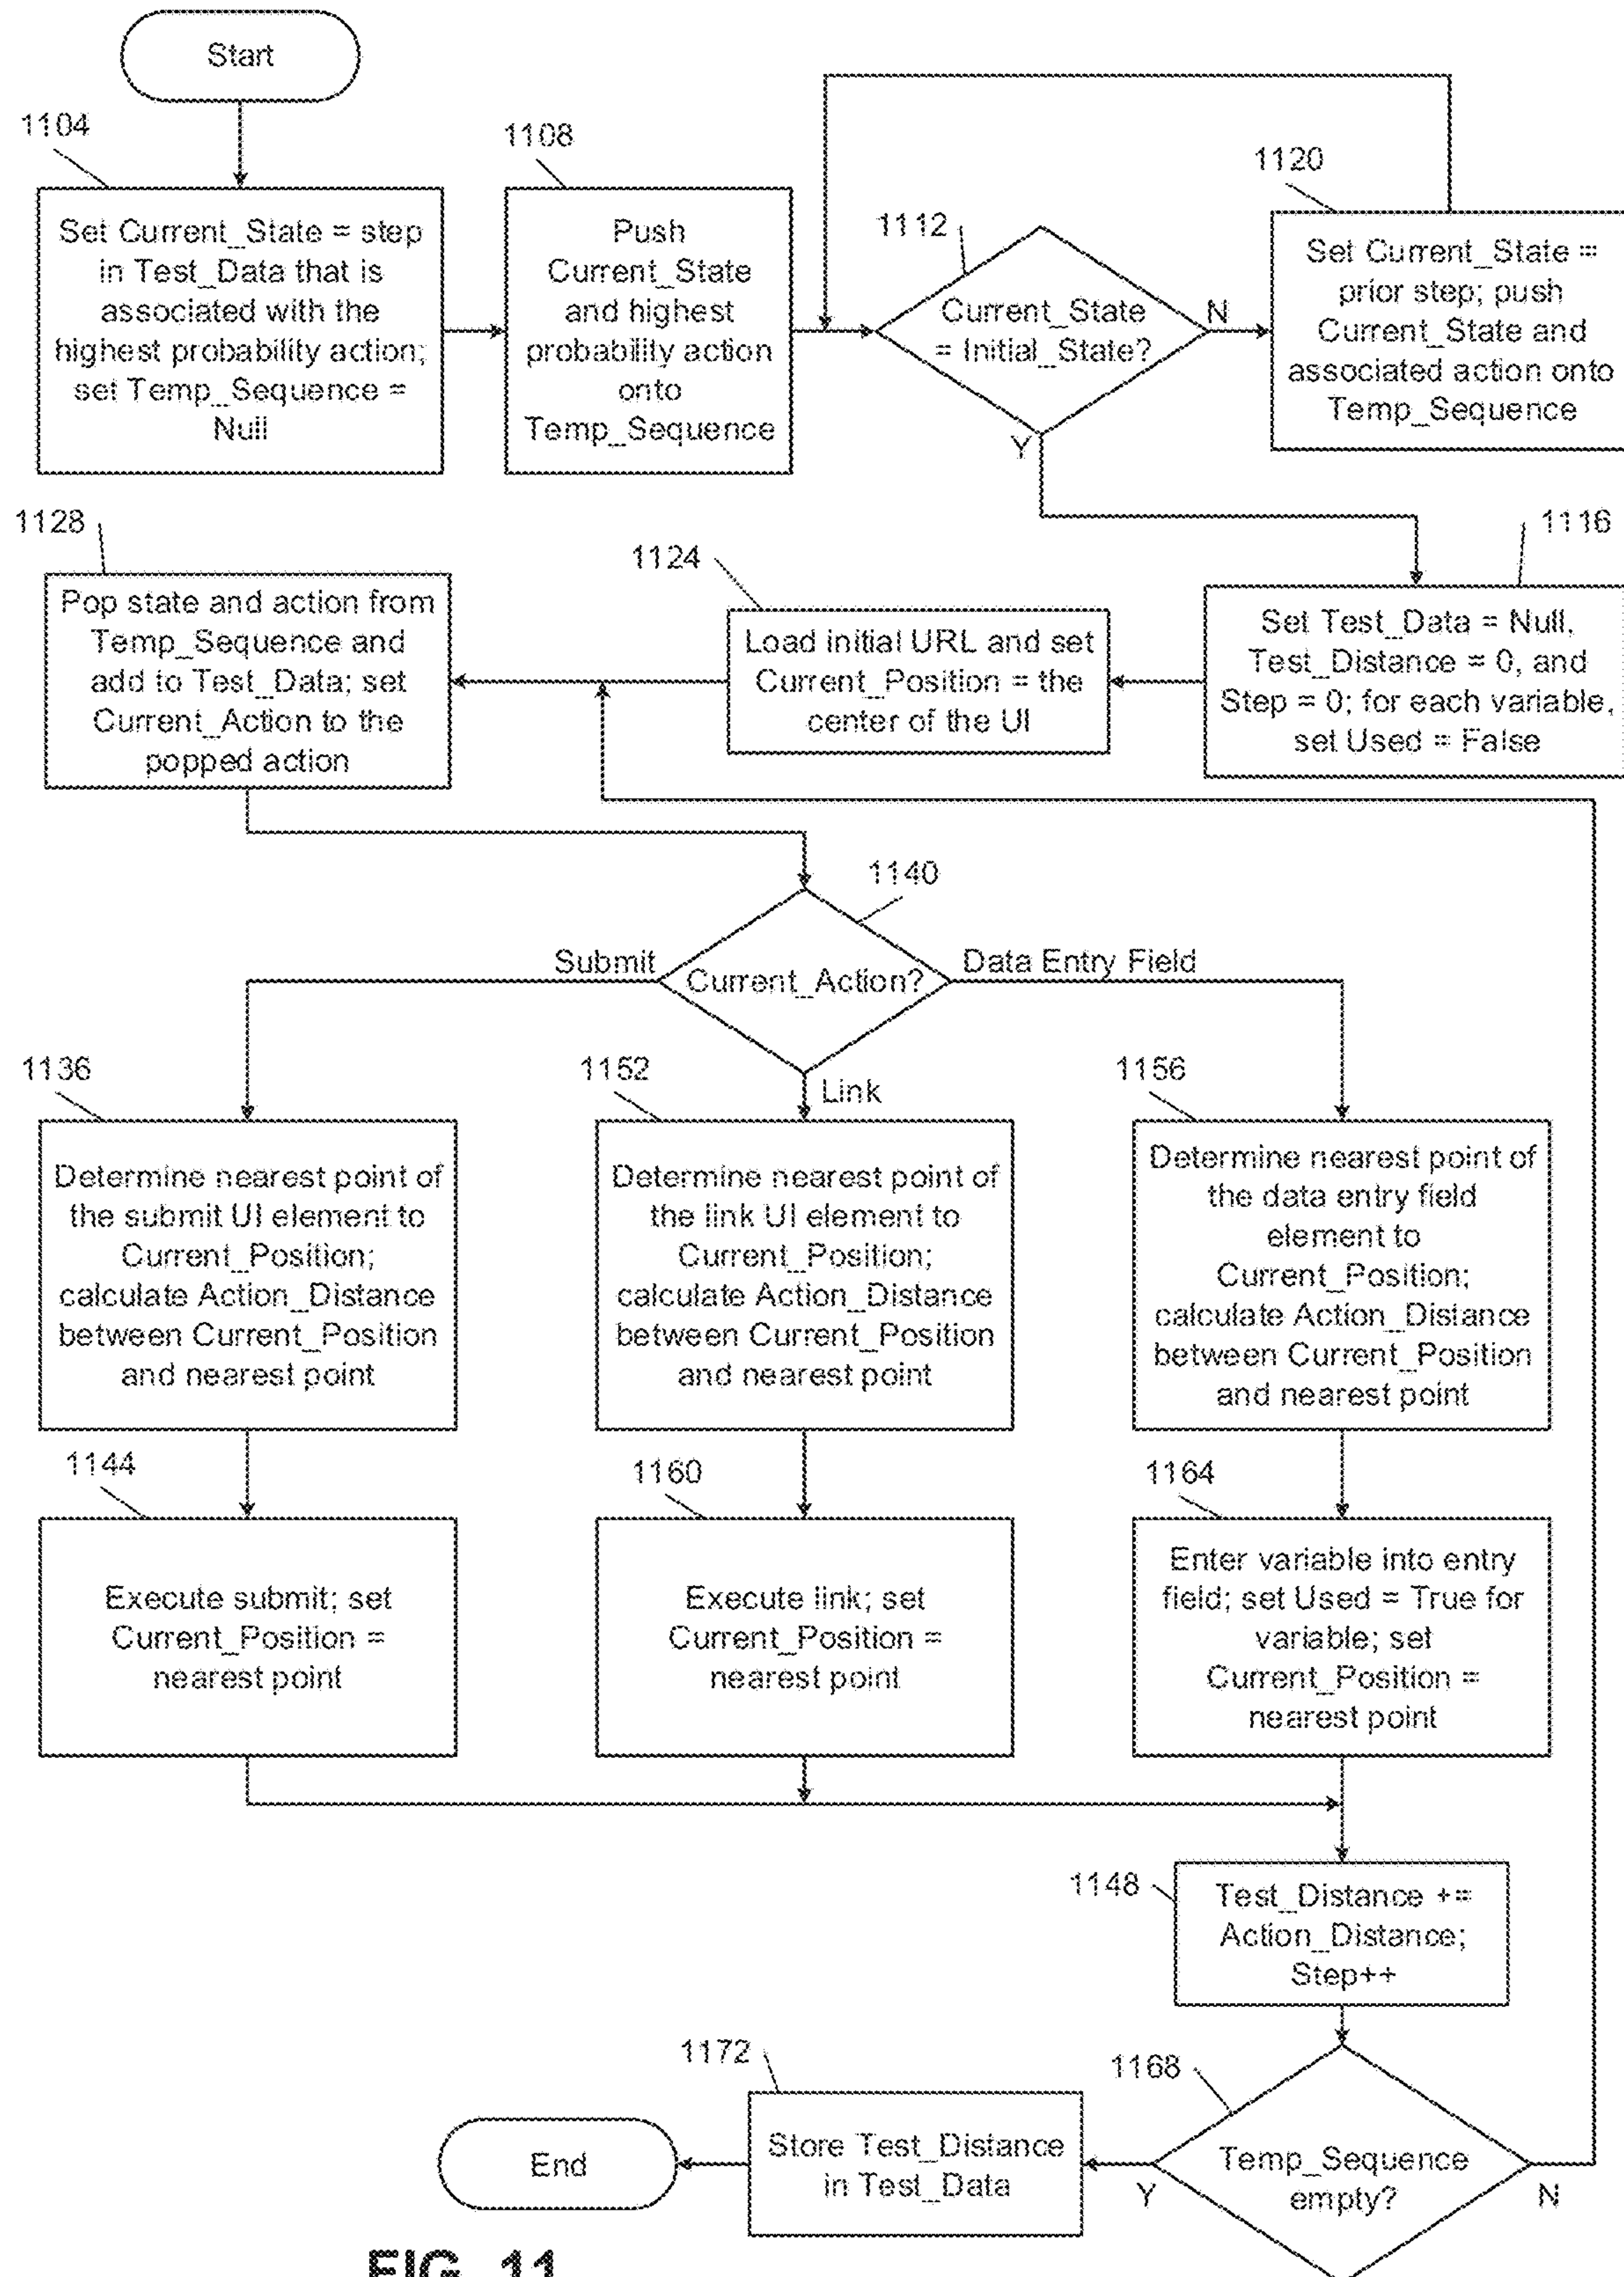 Start
1104
Set Current_State = step
in Test_Data that is
associated with the
highest probability action;
set Temp_Sequence =
Null
1108
Push
Current_State
and highest
probability action
onto
Temp_Sequence
1112
Current_State
= Initial_State?
N
Y
1120
Set Current_State =
prior step; push
Current_State and
associated action onto
Temp_Sequence
1116
Set Test_Data = Null,
Test_Distance = 0, and
Step = 0; for each variable,
set Used = False
1124
Load initial URL and set
Current_Position = the
center of the UI
1128
Pop state and action from
Temp_Sequence and
add to Test_Data; set
Current_Action to the
popped action
1140
Current_Action?
Submit
Data Entry Field
Link
1136
Determine nearest point of
the submit UI element to
Current_Position;
calculate Action_Distance
between Current_Position
and nearest point
1152
Determine nearest point of
the link UI element to
Current_Position;
calculate Action_Distance
between Current_Position
and nearest point
1156
Determine nearest point of
the data entry field
element to
Current_Position;
calculate Action_Distance
between Current_Position
and nearest point
1144
Execute submit; set
Current_Position =
nearest point
1160
Execute link; set
Current_Position =
nearest point
1164
Enter variable into entry
field; set Used = True for
variable; set
Current_Position =
nearest point
1148
Test_Distance +=
Action_Distance;
Step++
1168
Temp_Sequence
empty?
Y
N
1172
Store Test_Distance
in Test_Data
End
FIG. 11